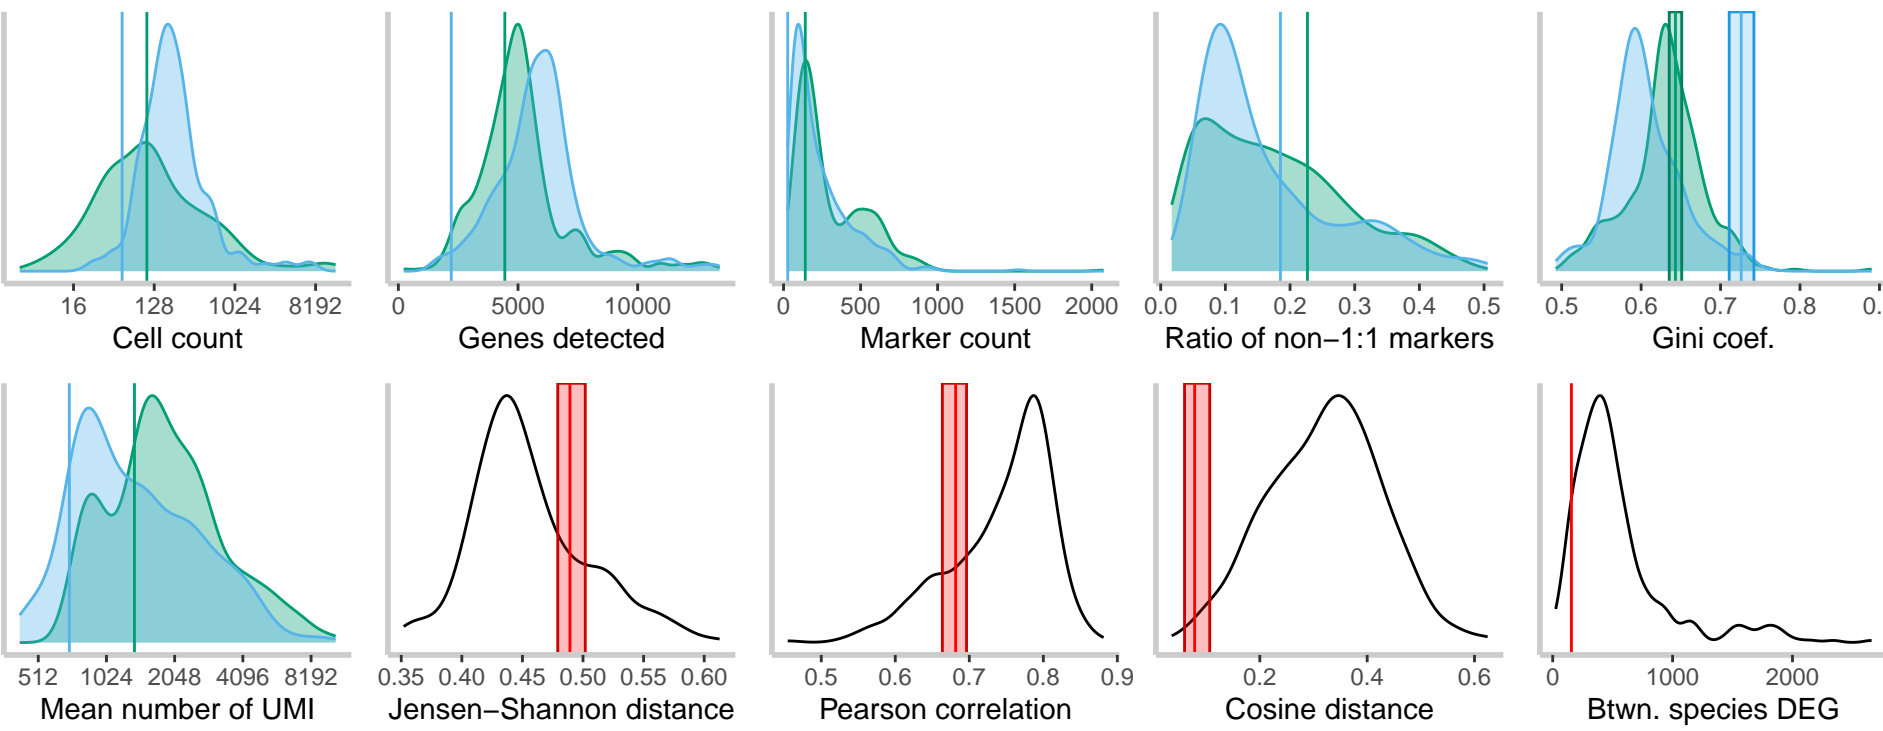 16 128 1024 8192
Cell count
0 5000 10000
Genes detected
0 500 1000 1500 2000
Marker count
0.0 0.1 0.2 0.3 0.4 0.5
Ratio of non−1:1 markers
0.5 0.6 0.7 0.8 0.
Gini coef.
512 1024 2048 4096 8192
Mean number of UMI
0.35 0.40 0.45 0.50 0.55 0.60
Jensen−Shannon distance
0.5 0.6 0.7 0.8 0.9
Pearson correlation
0.2 0.4 0.6
Cosine distance
0 1000 2000
Btwn. species DEG